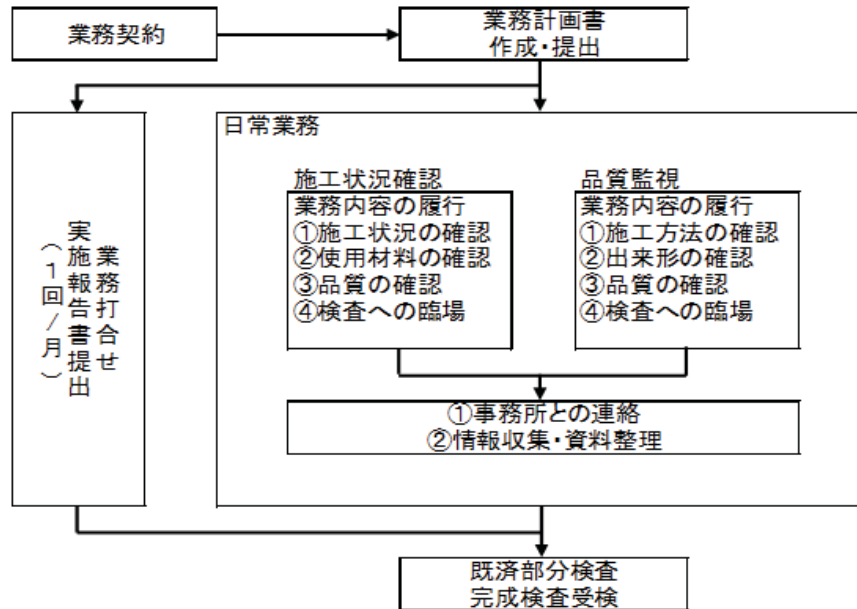 業務契約
業務計画書
作成・提出
業務打合せ
実施報告書提出
(1回/月)
日常業務
施工状況確認
業務内容の履行
①施工状況の確認
②使用材料の確認
③品質の確認
④検査への臨場
品質監視
業務内容の履行
①施工方法の確認
②出来形の確認
③品質の確認
④検査への臨場
①事務所との連絡
②情報収集・資料整理
既済部分検査
完成検査受検